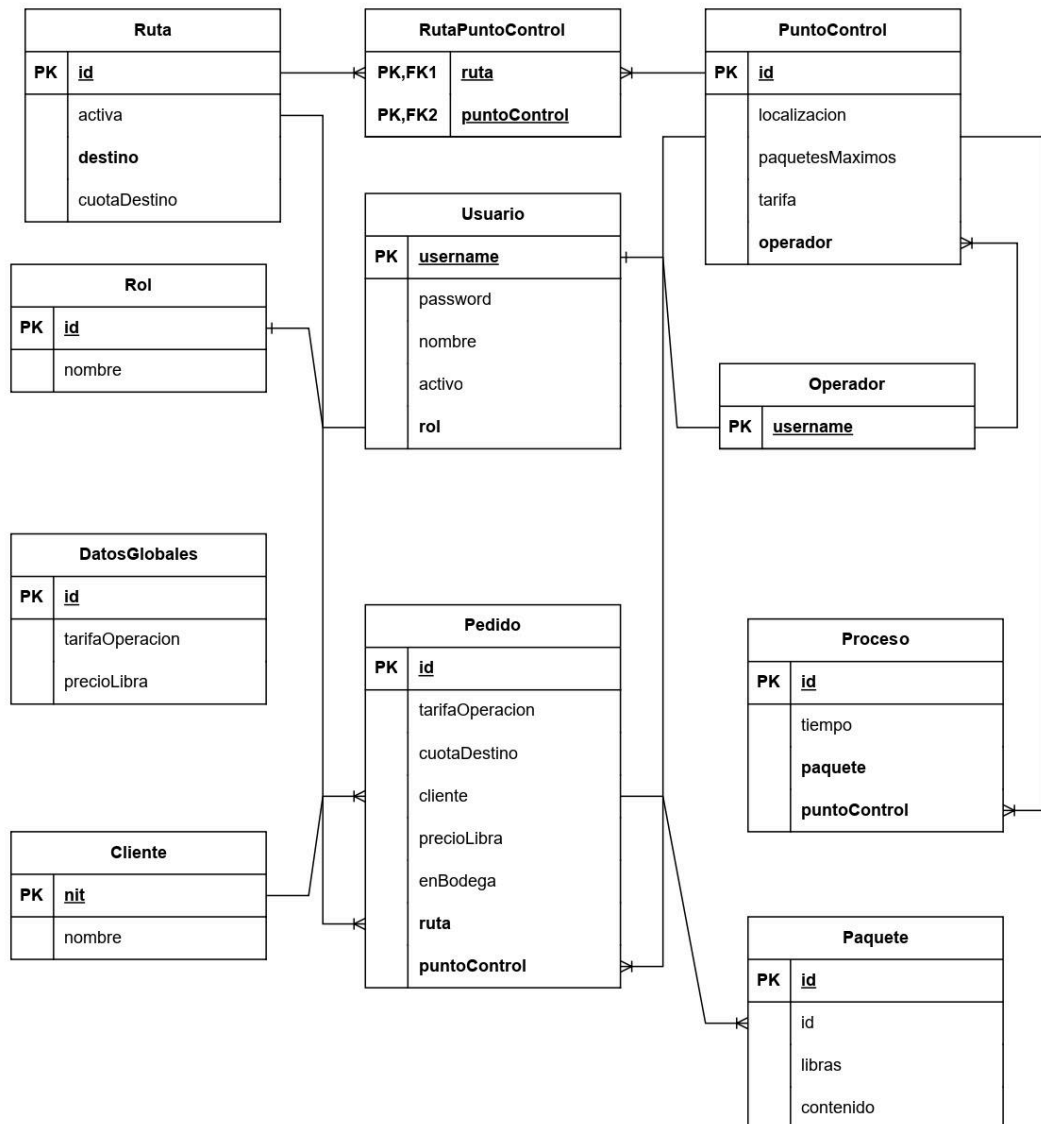 Ruta
PK id
activa
destino
cuotaDestino
RutaPuntoControl
PK,FK1 ruta
PK,FK2 puntoControl
PuntoControl
PK id
localizacion
paquetesMaximos
tarifa
operador
Rol
PK id
nombre
Usuario
PK username
password
nombre
activo
rol
Operador
PK username
DatosGlobales
PK id
tarifaOperacion
precioLibra
Pedido
PK id
tarifaOperacion
cuotaDestino
cliente
precioLibra
enBodega
ruta
puntoControl
Proceso
PK id
tiempo
paquete
puntoControl
Cliente
PK nit
nombre
Paquete
PK id
id
libras
contenido